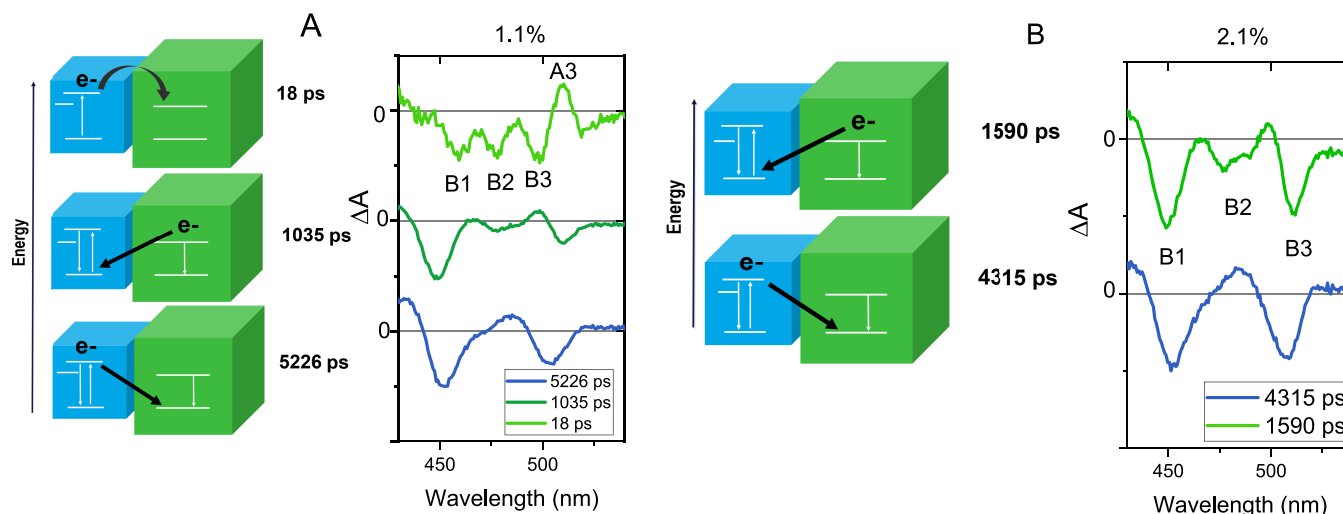 A
1.1%
Energy
e-
18 ps
e-
1035 ps
e-
5226 ps
ΔA
0
0
0
A3
B1
B2
B3
5226 ps
1035 ps
18 ps
450
500
Wavelength (nm)
B
2.1%
Energy
e-
1590 ps
e-
4315 ps
ΔA
0
0
B2
B1
B3
4315 ps
1590 ps
450
500
Wavelength (nm)